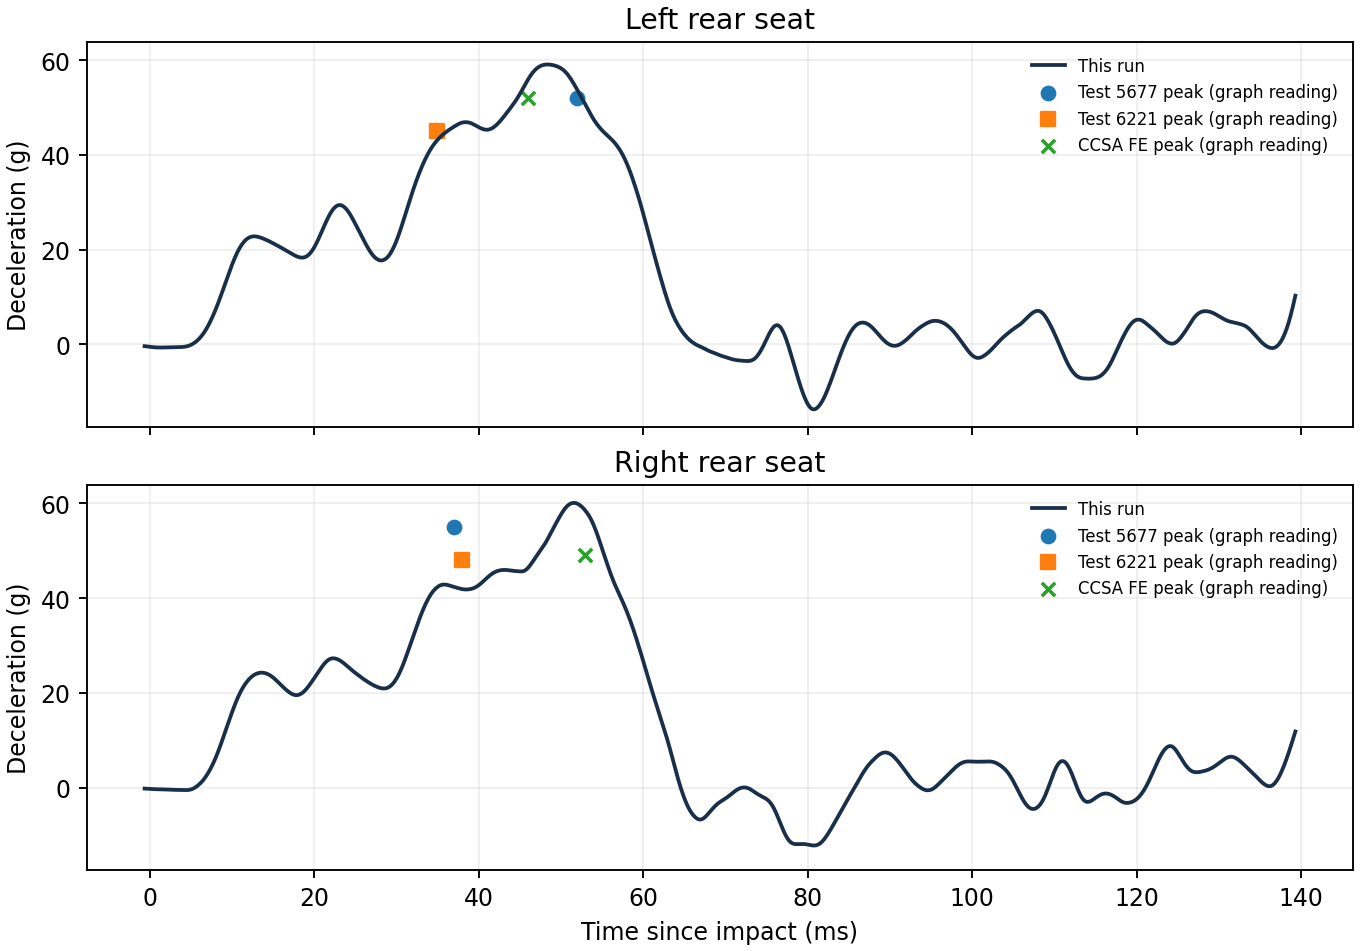 Left rear seat
60
40
20
0
Deceleration (g)
This run
Test 5677 peak (graph reading)
Test 6221 peak (graph reading)
CCSA FE peak (graph reading)
Right rear seat
60
40
20
0
Deceleration (g)
This run
Test 5677 peak (graph reading)
Test 6221 peak (graph reading)
CCSA FE peak (graph reading)
0 20 40 60 80 100 120 140
Time since impact (ms)